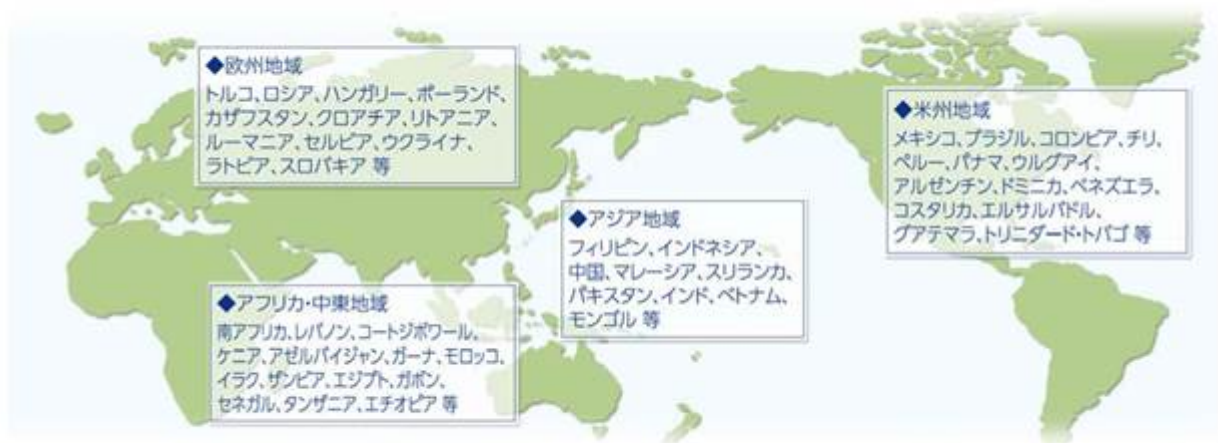 ◆欧州地域
トルコ、ロシア、ハンガリー、ポーランド、
カザフスタン、クロアチア、リトアニア、
ルーマニア、セルビア、ウクライナ、
ラトビア、スロバキア 等
◆米州地域
メキシコ、ブラジル、コロンビア、チリ、
ペルー、パナマ、ウルグアイ、
アルゼンチン、ドミニカ、ベネズエラ、
コスタリカ、エルサルバドル、
グアテマラ、トリニダード・トバゴ 等
◆アジア地域
フィリピン、インドネシア、
中国、マレーシア、スリランカ、
パキスタン、インド、ベトナム、
モンゴル 等
◆アフリカ・中東地域
南アフリカ、レバノン、コートジボワール、
ケニア、アゼルバイジャン、ガーナ、モロッコ、
イラク、ザンビア、エジプト、ガボン、
セネガル、タンザニア、エチオピア 等